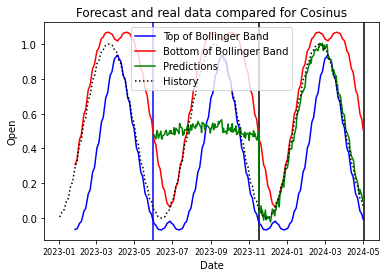 Forecast and real data compared for Cosinus
Top of Bollinger Band
Bottom of Bollinger Band
Predictions
History
Open
1.0
0.8
0.6
0.4
0.2
0.0
2023-01 2023-03 2023-05 2023-07 2023-09 2023-11 2024-01 2024-03 2024-05
Date